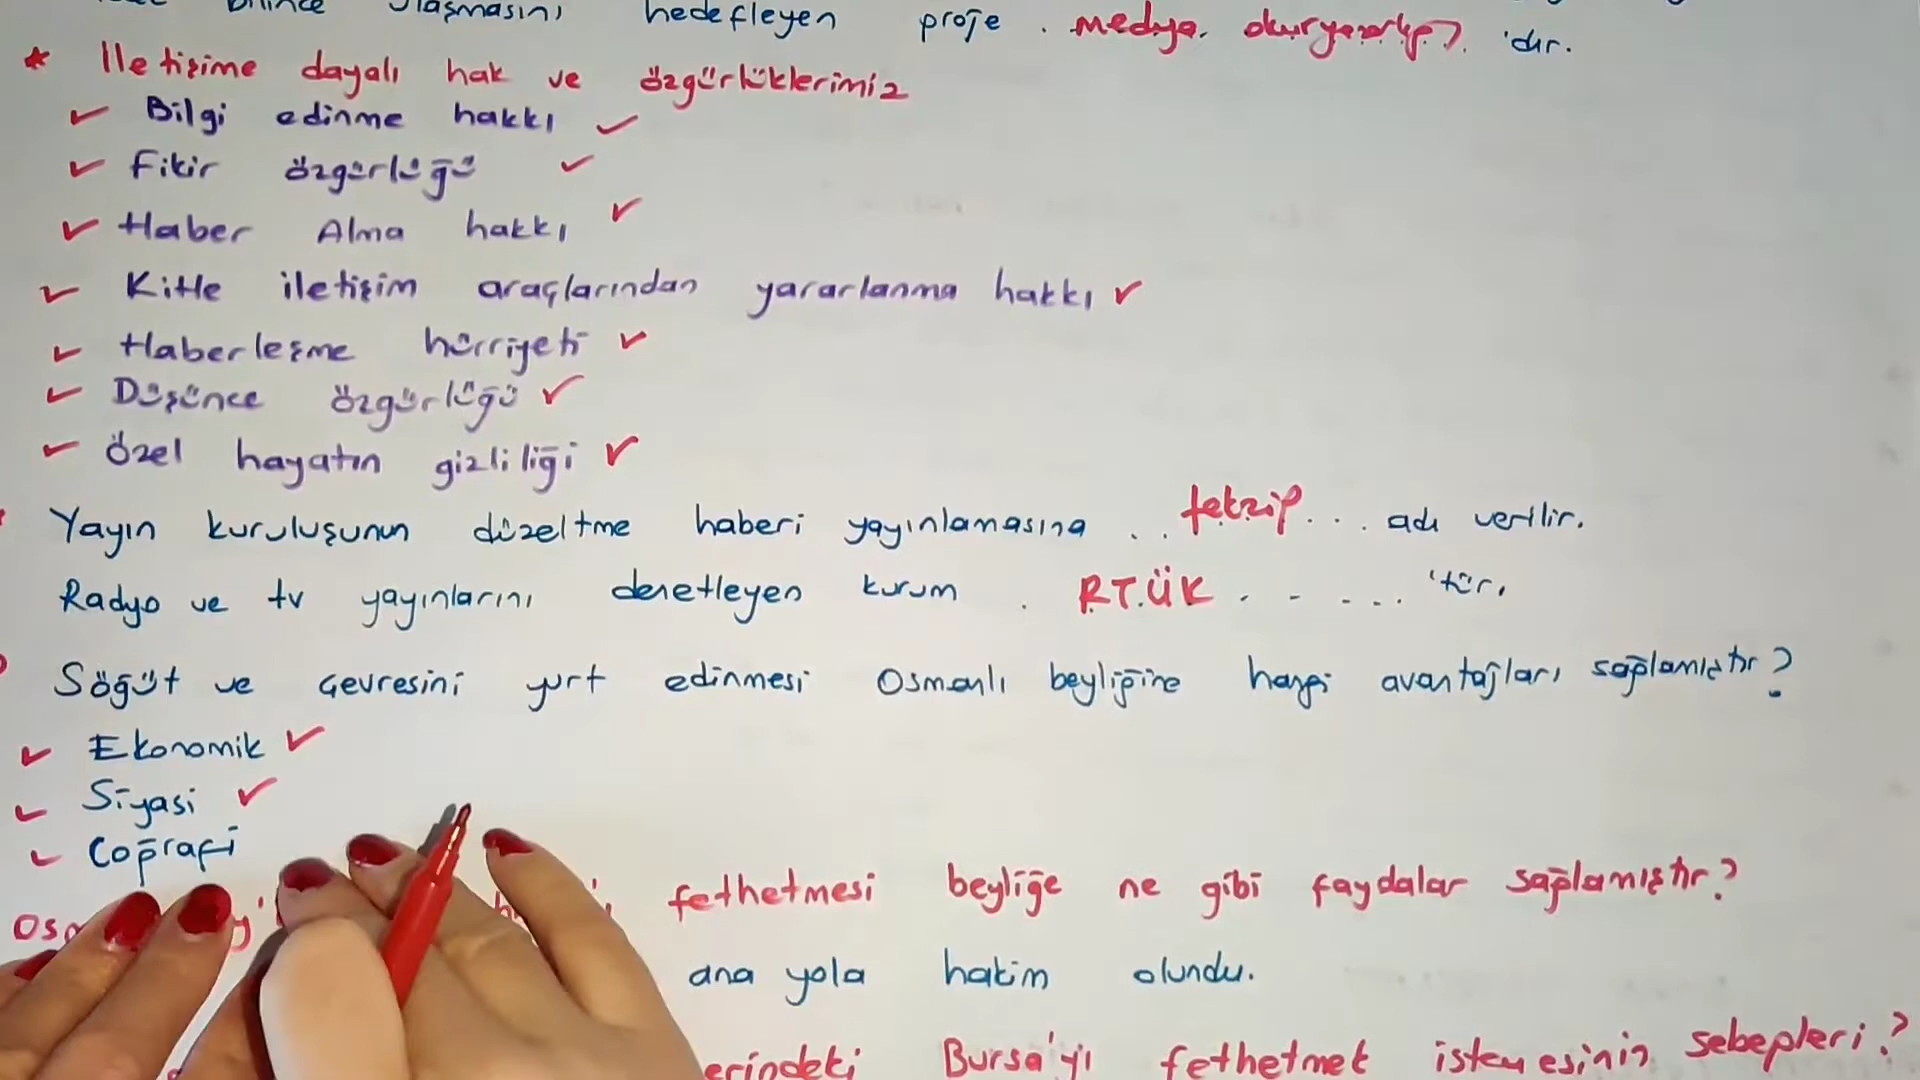 bilince ulaşmasını hedefleyen proje . medya. okuryazarlığı. 'dır.
* İletişime dayalı hak ve özgürlüklerimiz
✓ Bilgi edinme hakkı ✓
✓ Fikir özgürlüğü ✓
✓ Haber Alma hakkı ✓
✓ Kitle iletişim araçlarından yararlanma hakkı ✓
✓ Haberleşme hürriyeti ✓
✓ Düşünce özgürlüğü ✓
✓ Özel hayatın gizliliği ✓
Yayın kuruluşunun düzeltme haberi yayınlamasına .. tekzip... adı verilir.
Radyo ve tv yayınlarını denetleyen kurum . RTÜK . - .... 'tür.
Söğüt ve çevresini yurt edinmesi Osmanlı beyliğine hangi avantajları sağlamıştır?
✓ Ekonomik ✓
✓ Siyasi ✓
✓ Coğrafi
fethetmesi beyliğe ne gibi faydalar sağlamıştır?
ana yola hakim olundu.
Bursa'yı fethetmek istemesinin sebepleri?